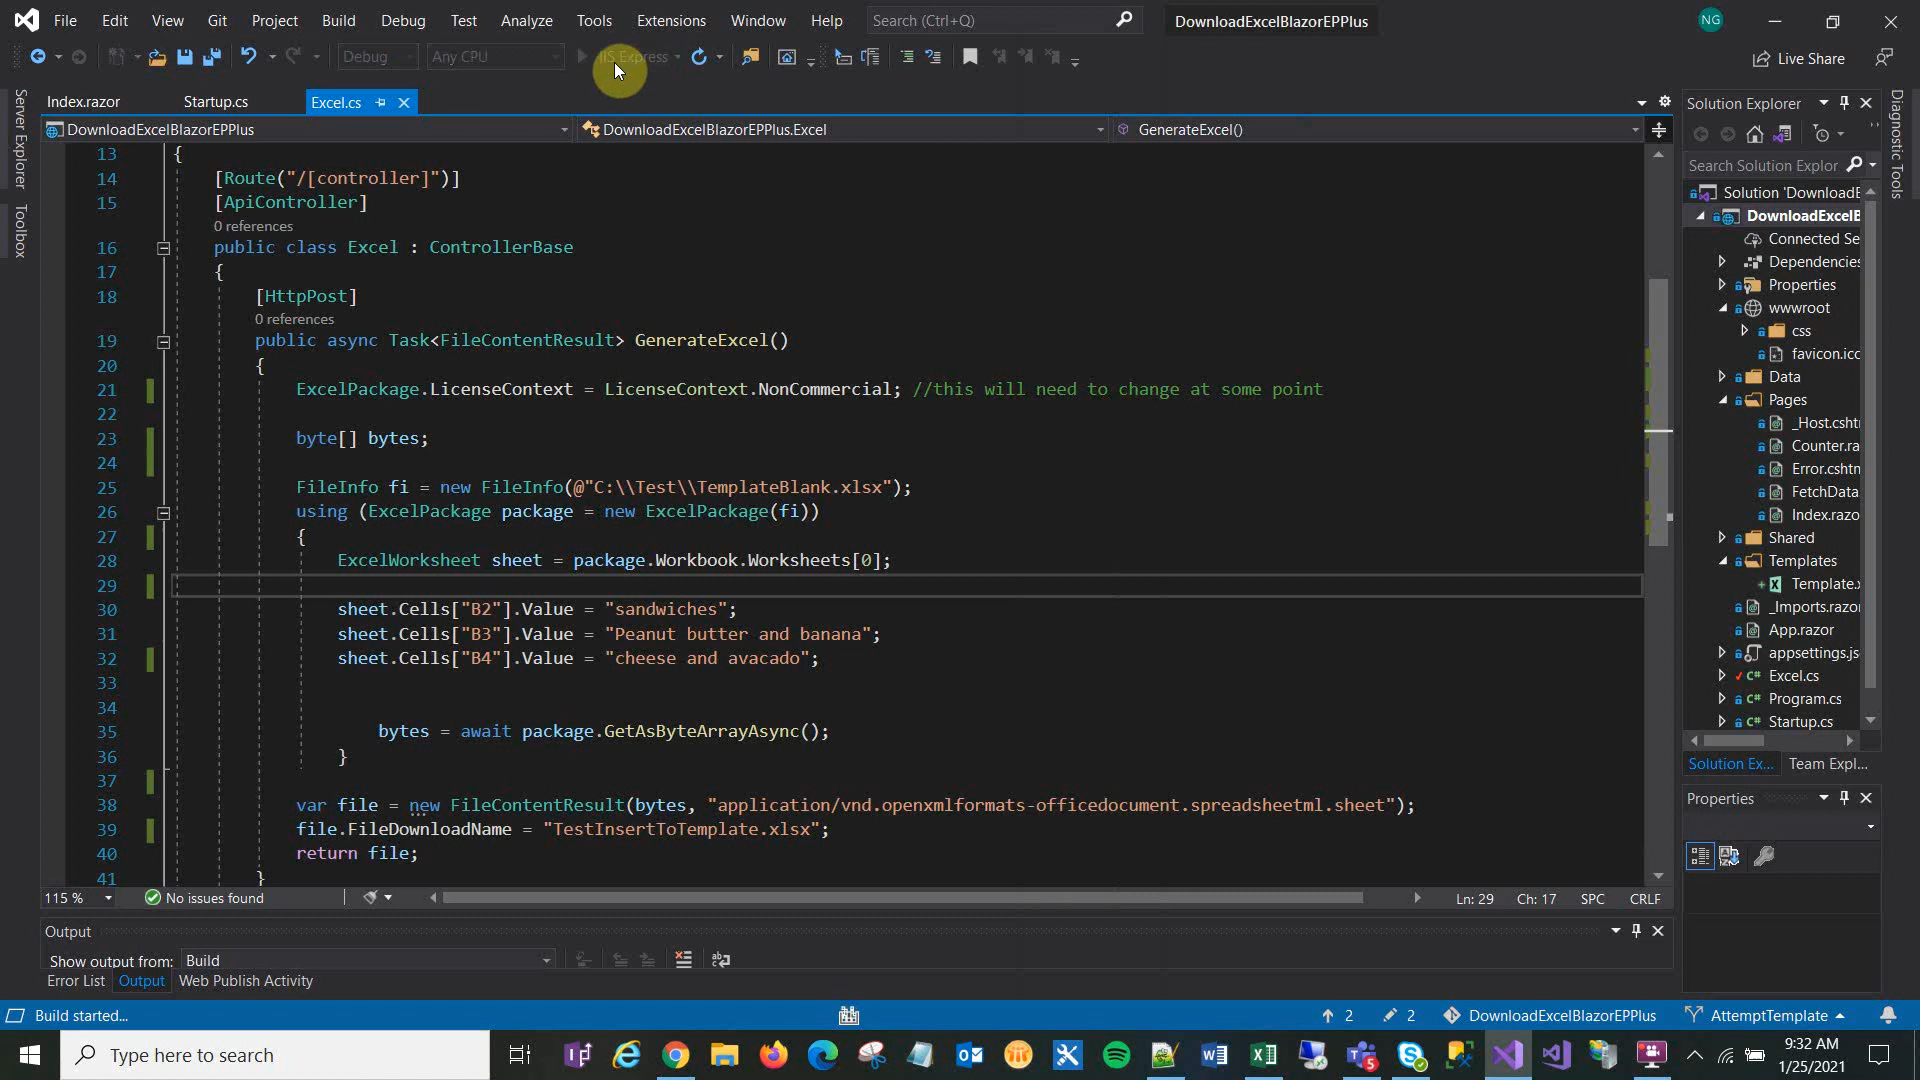 File Edit View Git Project Build Debug Test Analyze Tools Extensions Window Help Search (Ctrl+Q) DownloadExcelBlazorEPPlus NG
Debug Any CPU IIS Express Live Share
Server Explorer
Toolbox
Index.razor Startup.cs Excel.cs
DownloadExcelBlazorEPPlus DownloadExcelBlazorEPPlus.Excel GenerateExcel()
13 {
14 [Route("/[controller]")]
15 [ApiController]
0 references
16 public class Excel : ControllerBase
17 {
18 [HttpPost]
0 references
19 public async Task<FileContentResult> GenerateExcel()
20 {
21 ExcelPackage.LicenseContext = LicenseContext.NonCommercial; //this will need to change at some point
22
23 byte[] bytes;
24
25 FileInfo fi = new FileInfo(@"C:\\Test\\TemplateBlank.xlsx");
26 using (ExcelPackage package = new ExcelPackage(fi))
27 {
28 ExcelWorksheet sheet = package.Workbook.Worksheets[0];
29
30 sheet.Cells["B2"].Value = "sandwiches";
31 sheet.Cells["B3"].Value = "Peanut butter and banana";
32 sheet.Cells["B4"].Value = "cheese and avacado";
33
34
35 bytes = await package.GetAsByteArrayAsync();
36 }
37
38 var file = new FileContentResult(bytes, "application/vnd.openxmlformats-officedocument.spreadsheetml.sheet");
39 file.FileDownloadName = "TestInsertToTemplate.xlsx";
40 return file;
41 }
115 % No issues found Ln: 29 Ch: 17 SPC CRLF
Output
Show output from: Build
Error List Output Web Publish Activity
Solution Explorer
Search Solution Explor
Solution 'DownloadE
DownloadExcelB
Connected Se
Dependencies
Properties
wwwroot
css
favicon.ico
Data
Pages
_Host.cshtm
Counter.ra
Error.cshtm
FetchData
Index.razo
Shared
Templates
Template.x
_Imports.razor
App.razor
appsettings.js
Excel.cs
Program.cs
Startup.cs
Solution Ex... Team Expl...
Properties
Diagnostic Tools
Build started... 2 2 DownloadExcelBlazorEPPlus AttemptTemplate
Type here to search
9:32 AM
1/25/2021